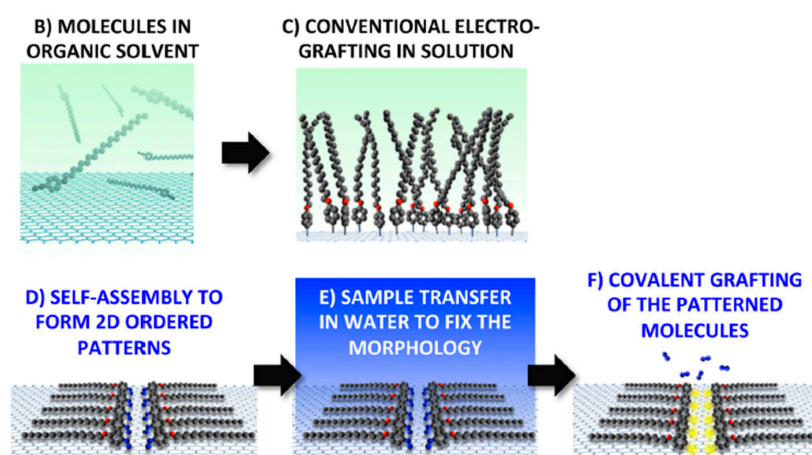 B) MOLECULES IN
ORGANIC SOLVENT
C) CONVENTIONAL ELECTRO-
GRAFTING IN SOLUTION
D) SELF-ASSEMBLY TO
FORM 2D ORDERED
PATTERNS
E) SAMPLE TRANSFER
IN WATER TO FIX THE
MORPHOLOGY
F) COVALENT GRAFTING
OF THE PATTERNED
MOLECULES